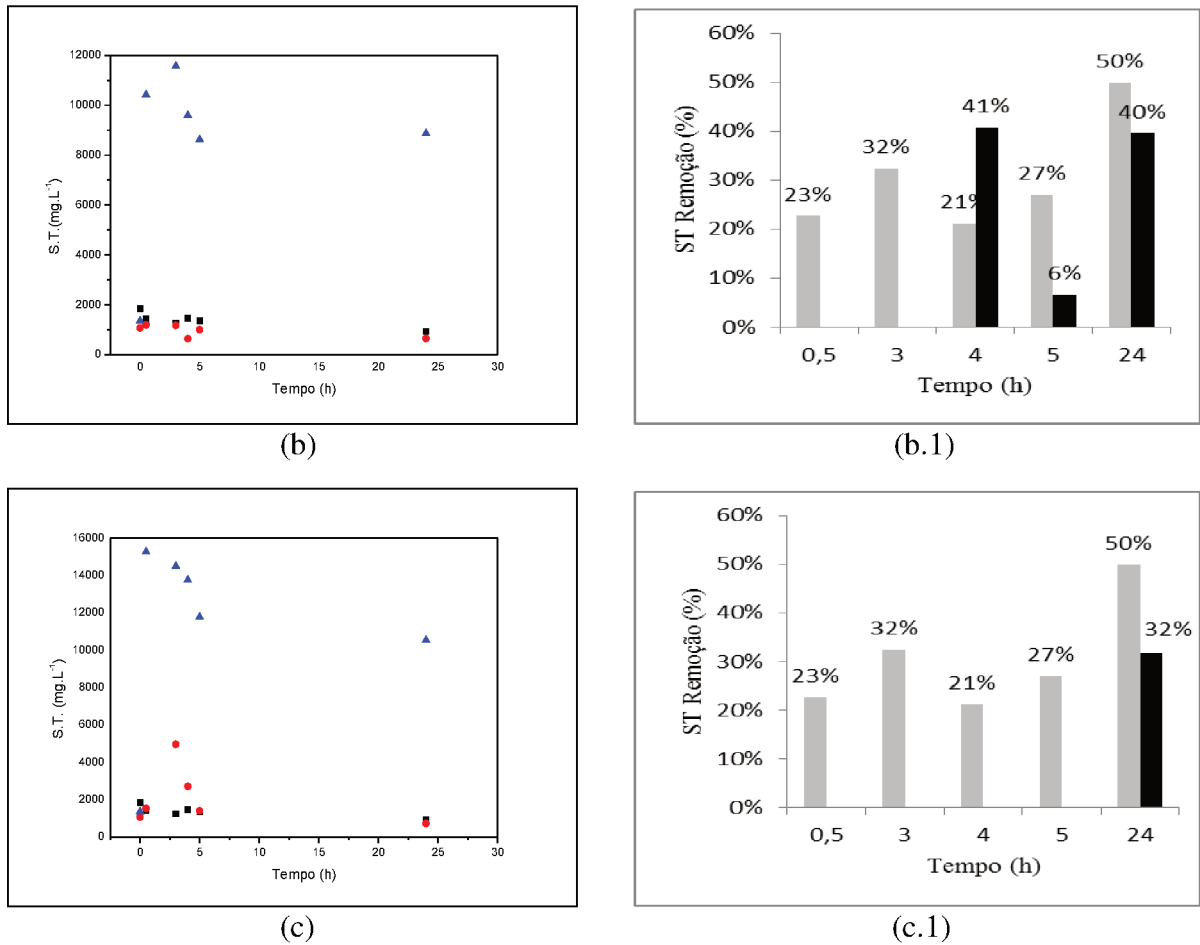 12000
10000
8000
6000
4000
2000
0
S.T.(mg.L⁻¹)
0 5 10 15 20 25 30
Tempo (h)
(b)
60%
50%
40%
30%
20%
10%
0%
ST Remoção (%)
23%
32%
21%
41%
27%
6%
50%
40%
0,5 3 4 5 24
Tempo (h)
(b.1)
16000
14000
12000
10000
8000
6000
4000
2000
0
S.T. (mg.L⁻¹)
0 5 10 15 20 25 30
Tempo (h)
(c)
60%
50%
40%
30%
20%
10%
0%
ST Remoção (%)
23%
32%
21%
27%
50%
32%
0,5 3 4 5 24
Tempo (h)
(c.1)